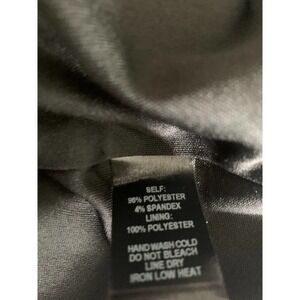 SELF:
96% POLYESTER
4% SPANDEX
LINING:
100% POLYESTER
HAND WASH COLD
DO NOT BLEACH
LINE DRY
IRON LOW HEAT